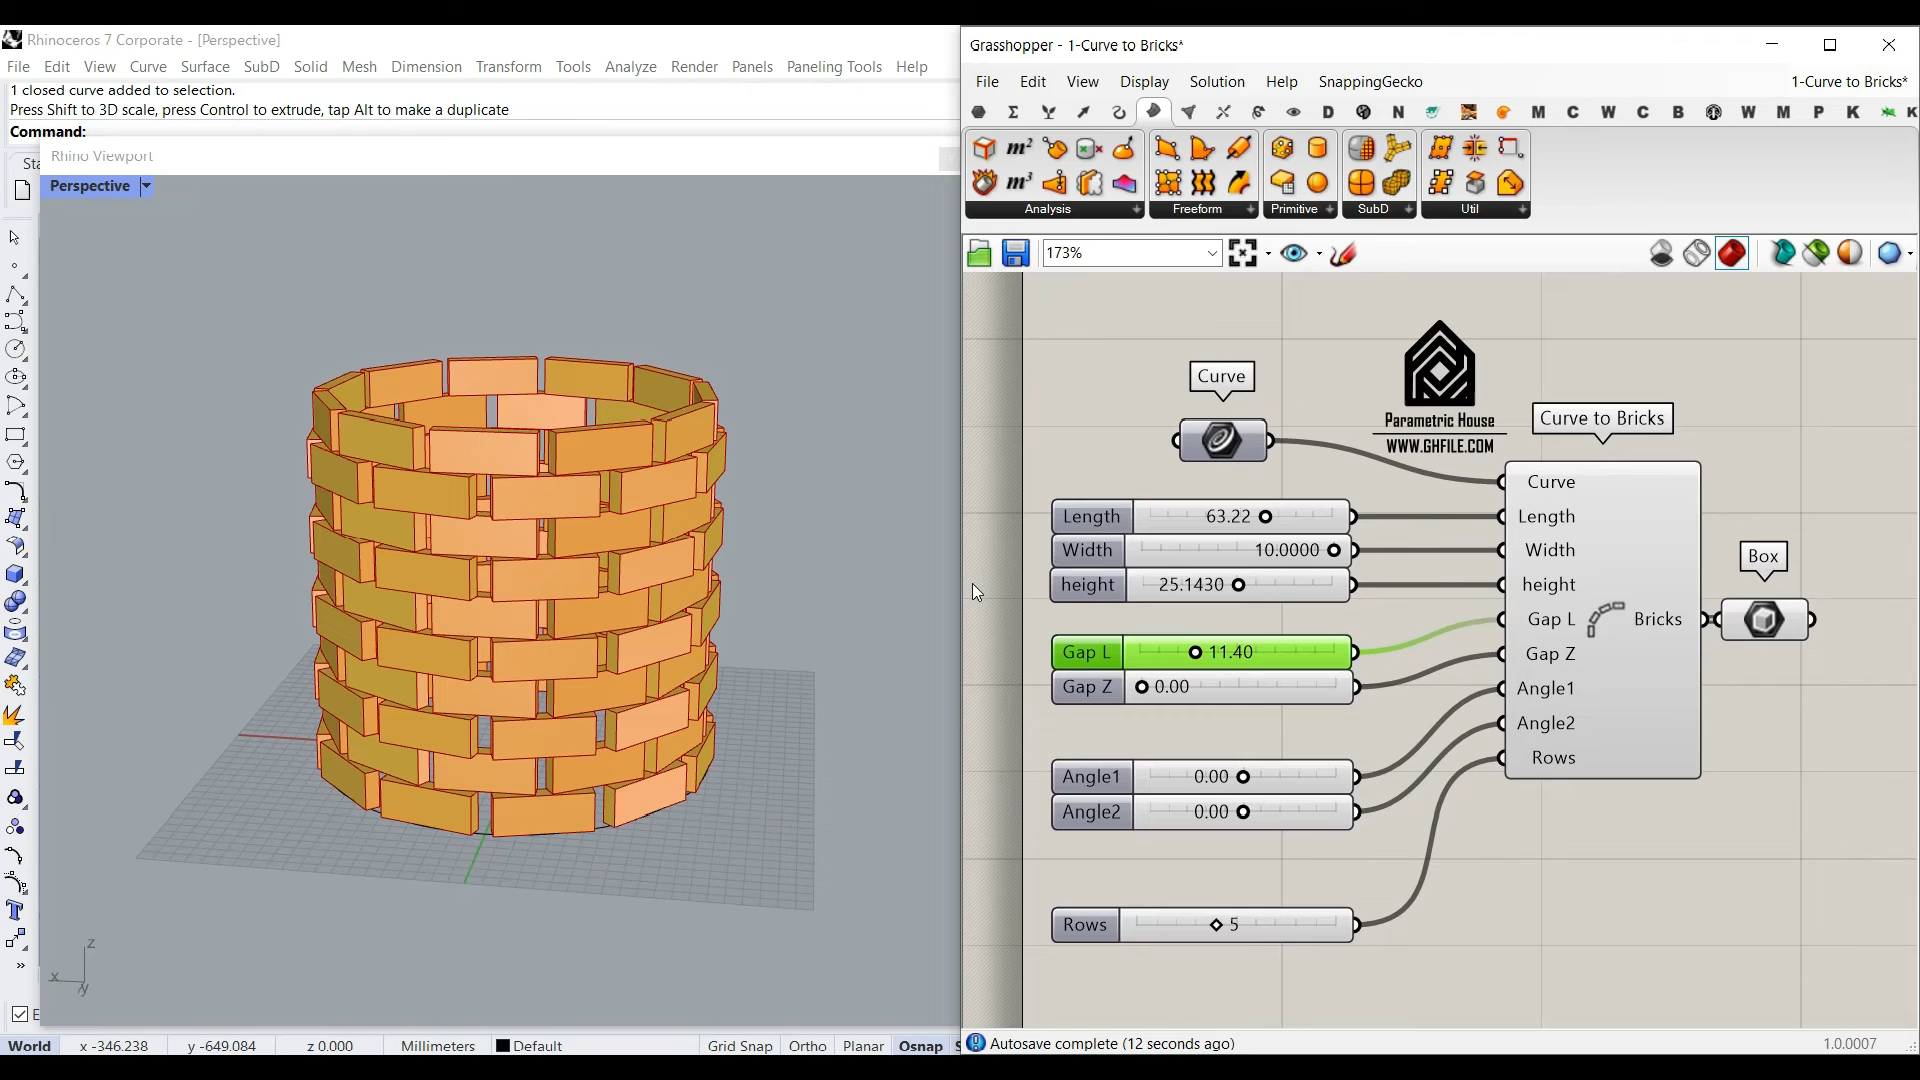 Rhinoceros 7 Corporate - [Perspective]
File Edit View Curve Surface SubD Solid Mesh Dimension Transform Tools Analyze Render Panels Paneling Tools Help
1 closed curve added to selection.
Press Shift to 3D scale, press Control to extrude, tap Alt to make a duplicate
Command:
Sta
Rhino Viewport
Perspective
z
x
y
E
World x -346.238 y -649.084 z 0.000 Millimeters Default Grid Snap Ortho Planar Osnap S
Grasshopper - 1-Curve to Bricks*
File Edit View Display Solution Help SnappingGecko 1-Curve to Bricks*
D N M C W C B W M P K K
m² m³
Analysis Freeform Primitive SubD Util
173%
Curve
Parametric House
WWW.GHFILE.COM
Curve to Bricks
Length 63.22
Width 10.0000
height 25.1430
Gap L 11.40
Gap Z 0.00
Angle1 0.00
Angle2 0.00
Rows 5
Curve
Length
Width
height
Gap L
Gap Z
Angle1
Angle2
Rows
Bricks
Box
Autosave complete (12 seconds ago) 1.0.0007